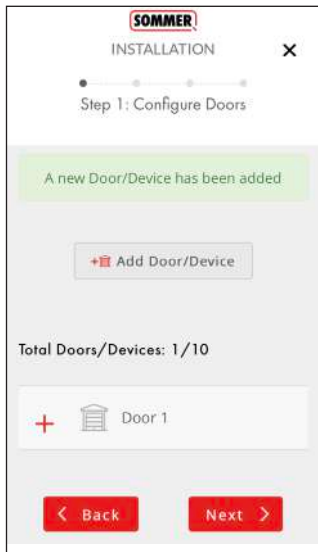 SOMMER
INSTALLATION
Step 1: Configure Doors
A new Door/Device has been added
Add Door/Device
Total Doors/Devices: 1/10
Door 1
Back
Next